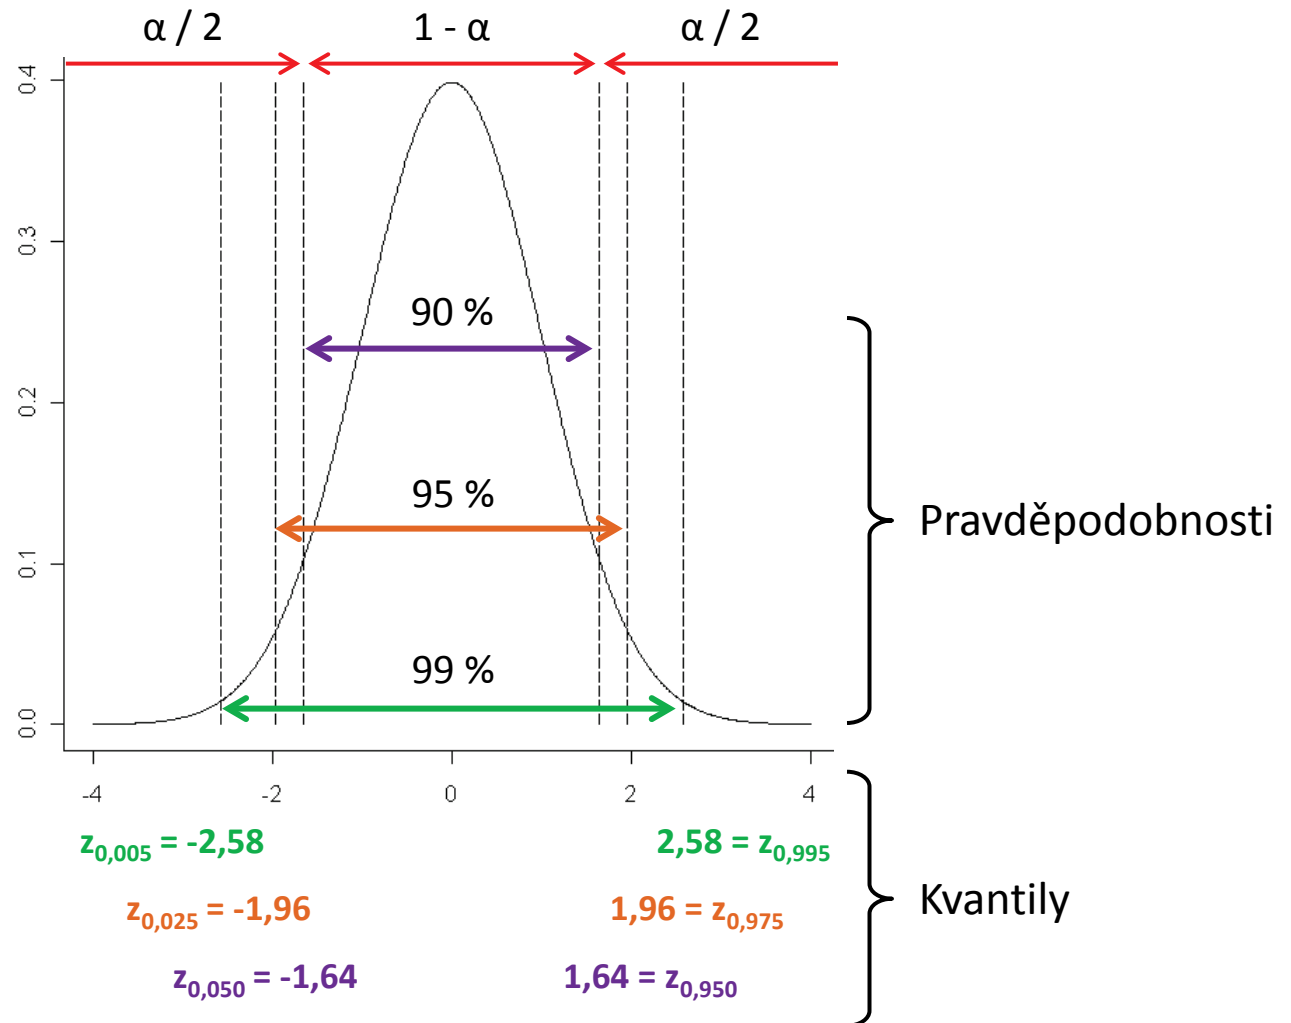 α / 2 1 - α α / 2
0.4
0.3
90 %
0.2
95 %
Pravděpodobnosti
0.1
99 %
0.0
-4 -2 0 2 4
z0,005 = -2,58 2,58 = z0,995
z0,025 = -1,96 1,96 = z0,975
Kvantily
z0,050 = -1,64 1,64 = z0,950